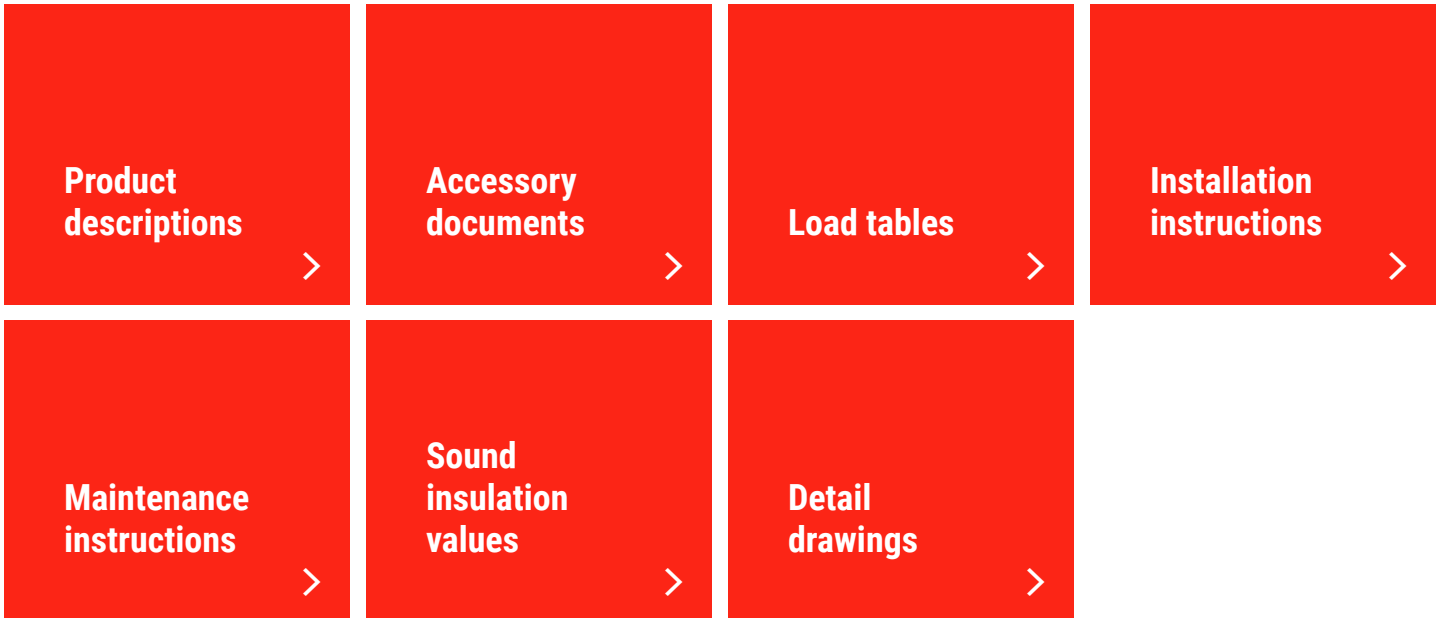 Product
descriptions
Accessory
documents
Load tables
Installation
instructions
Maintenance
instructions
Sound
insulation
values
Detail
drawings